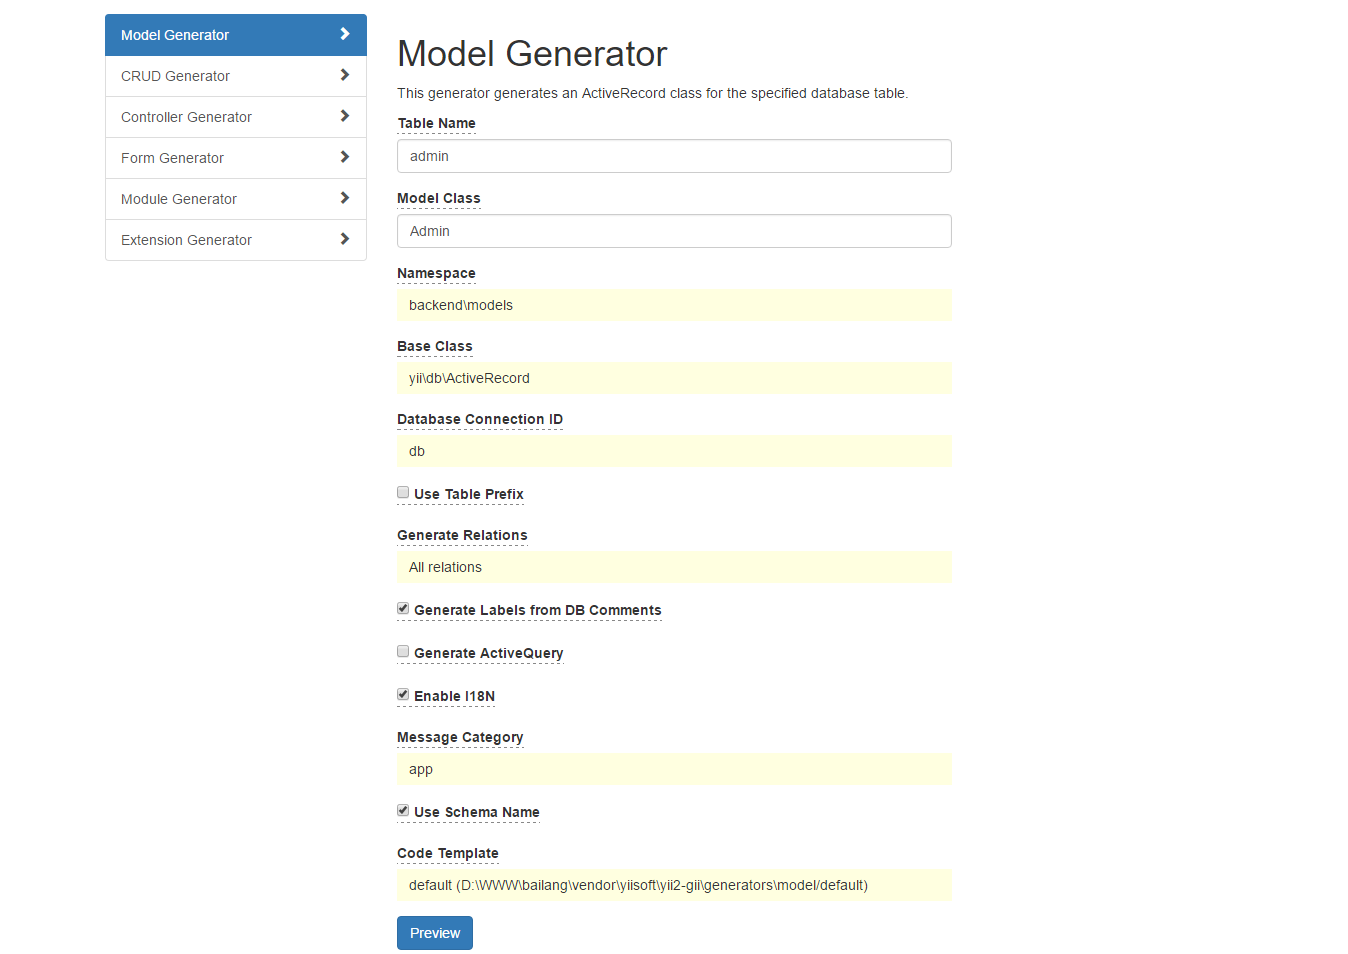 Model Generator
CRUD Generator
Controller Generator
Form Generator
Module Generator
Extension Generator
Model Generator
This generator generates an ActiveRecord class for the specified database table.
Table Name
admin
Model Class
Admin
Namespace
backend\models
Base Class
yii\db\ActiveRecord
Database Connection ID
db
Use Table Prefix
Generate Relations
All relations
Generate Labels from DB Comments
Generate ActiveQuery
Enable I18N
Message Category
app
Use Schema Name
Code Template
default (D:\WWW\bailang\vendor\yiisoft\yii2-gii\generators\model/default)
Preview